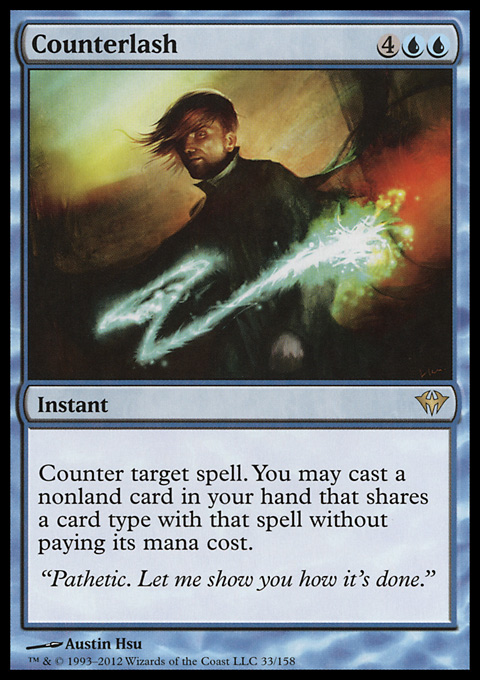 Counterlash 4
Instant
Counter target spell. You may cast a
nonland card in your hand that shares
a card type with that spell without
paying its mana cost.
“Pathetic. Let me show you how it’s done.”
Austin Hsu
™ & © 1993–2012 Wizards of the Coast LLC 33/158